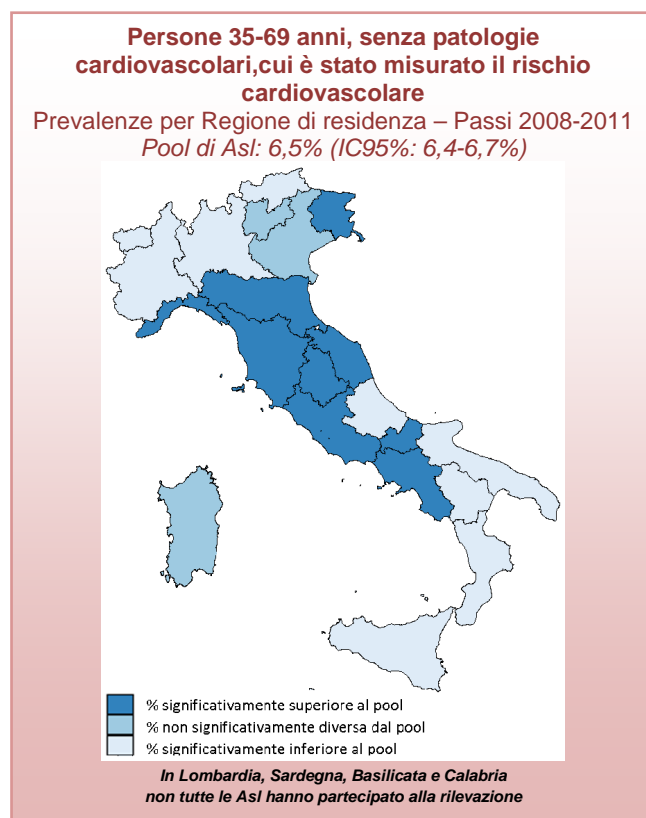 Persone 35-69 anni, senza patologie
cardiovascolari,cui è stato misurato il rischio
cardiovascolare
Prevalenze per Regione di residenza – Passi 2008-2011
Pool di Asl: 6,5% (IC95%: 6,4-6,7%)
% significativamente superiore al pool
% non significativamente diversa dal pool
% significativamente inferiore al pool
In Lombardia, Sardegna, Basilicata e Calabria
non tutte le Asl hanno partecipato alla rilevazione